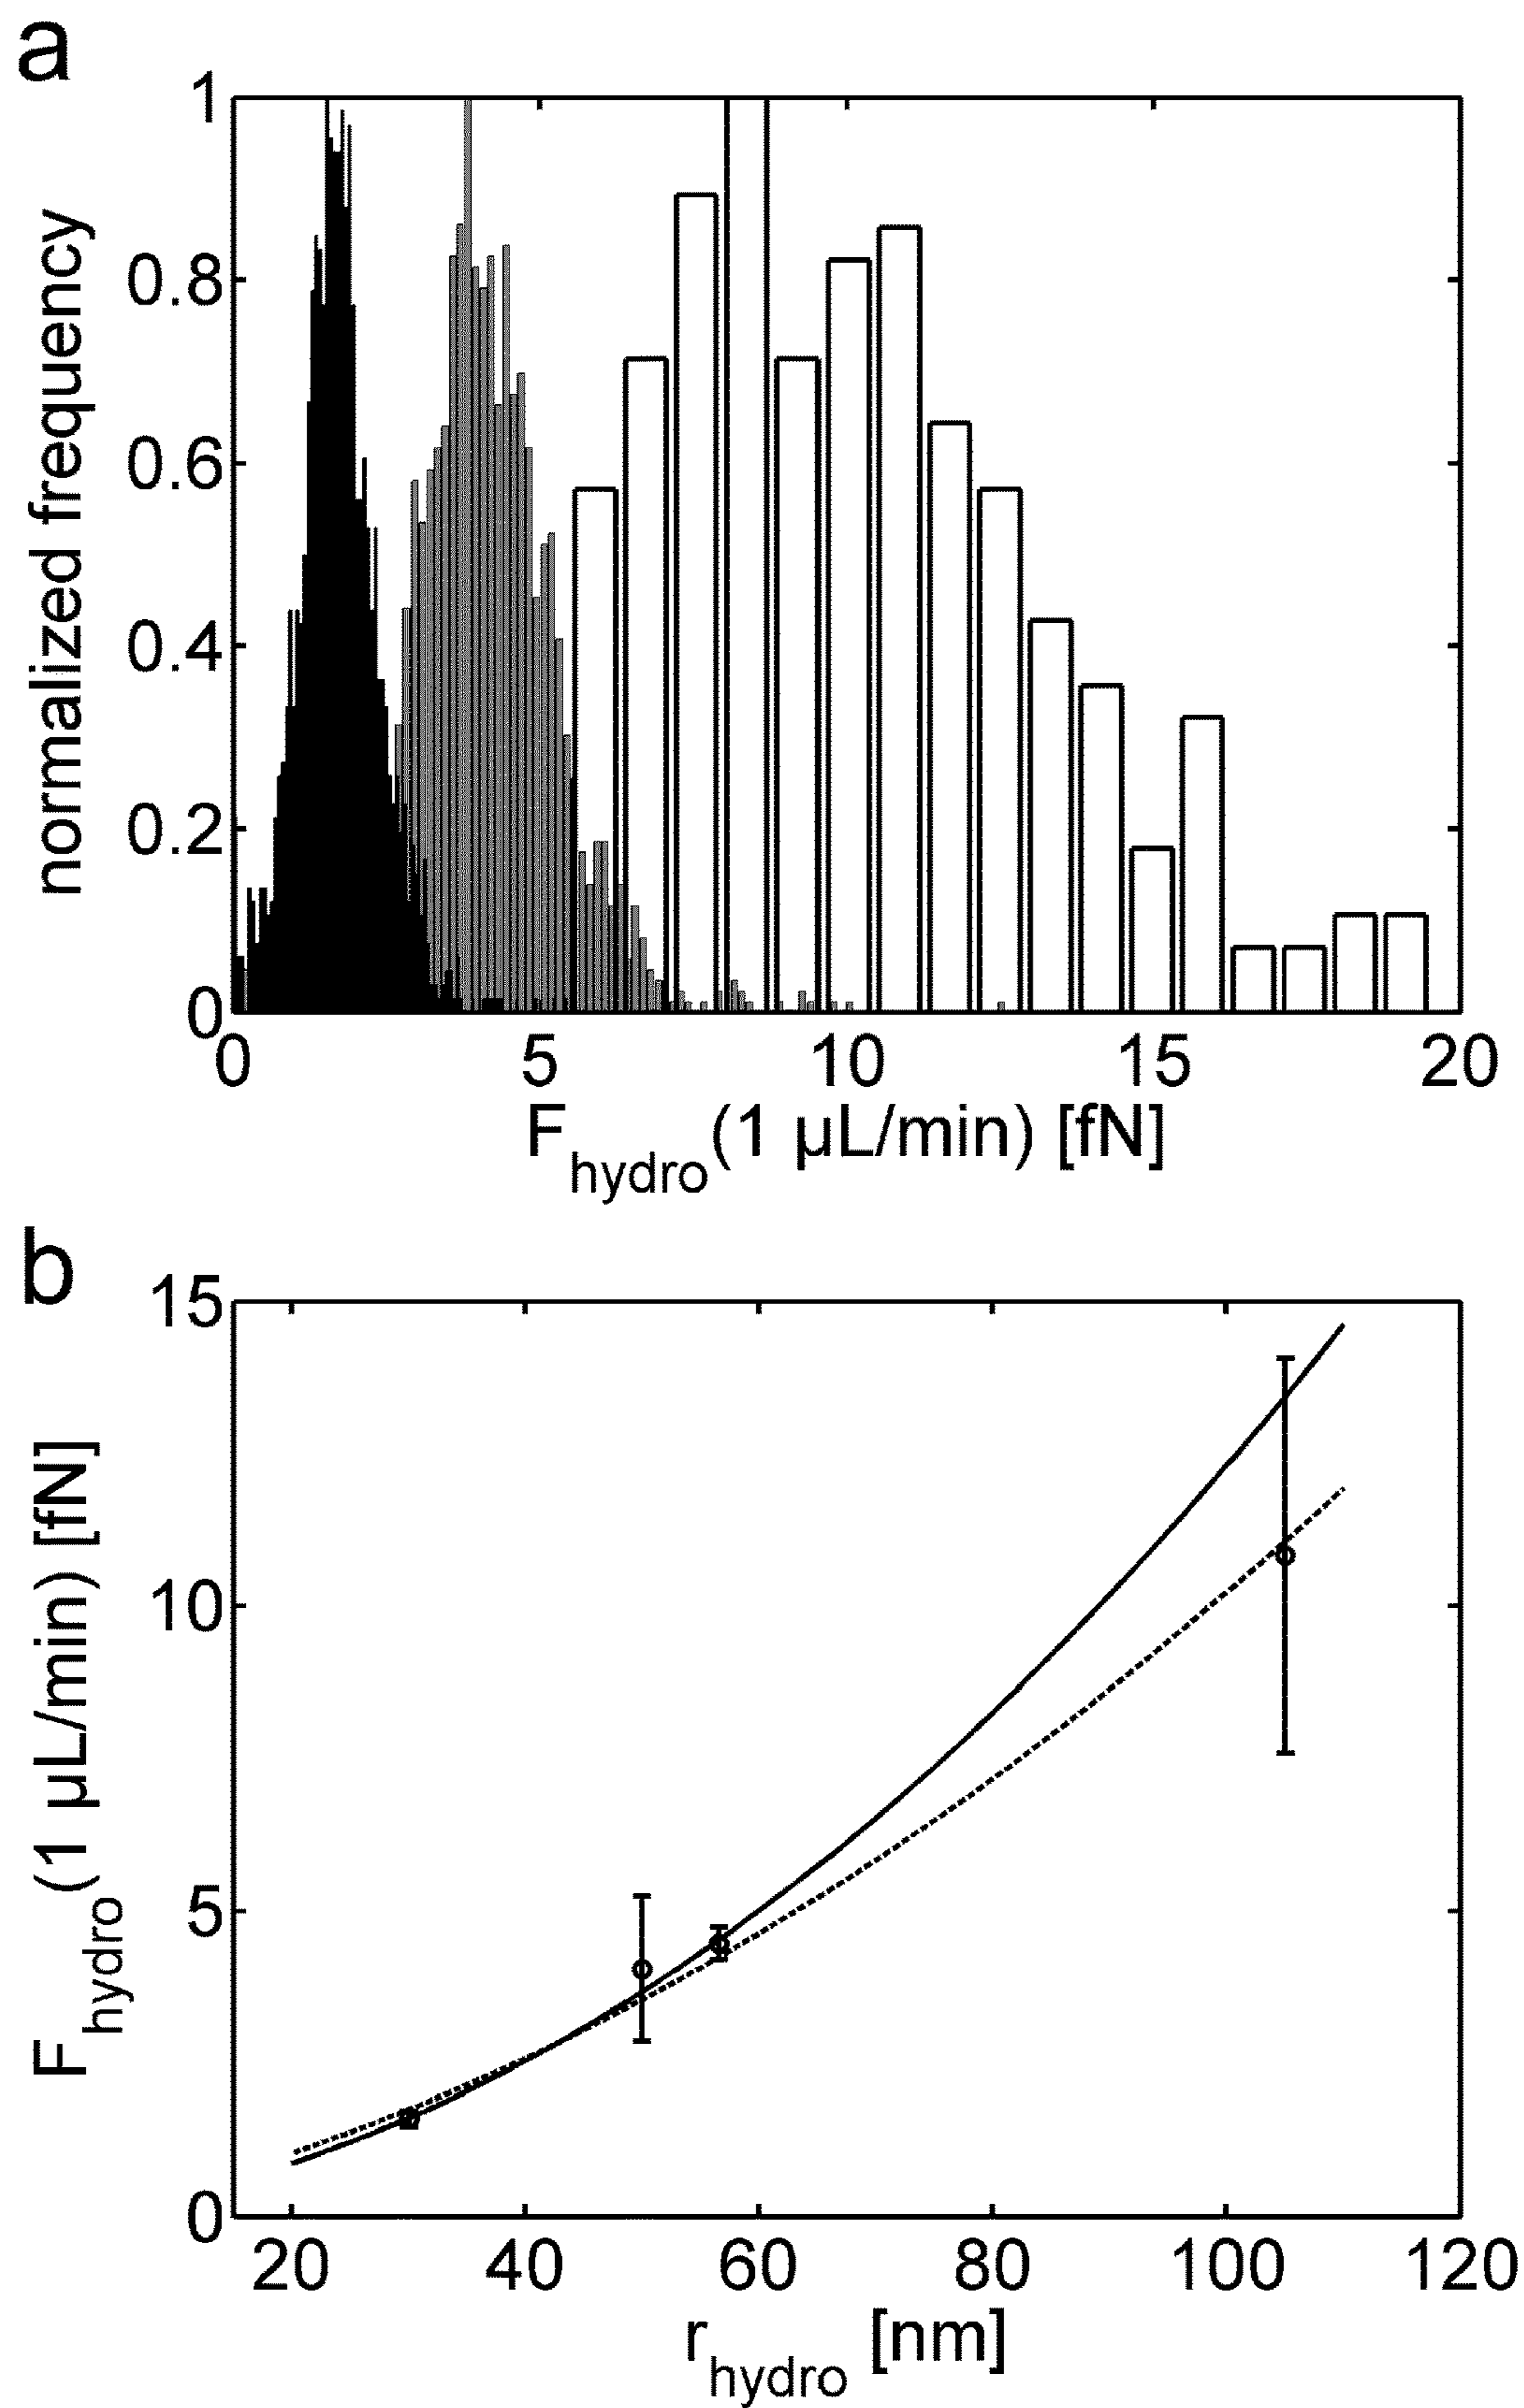 a
normalized frequency
1
0.8
0.6
0.4
0.2
0
0 5 10 15 20
F_hydro(1 µL/min) [fN]
b
F_hydro(1 µL/min) [fN]
15
10
5
0
20 40 60 80 100 120
r_hydro [nm]